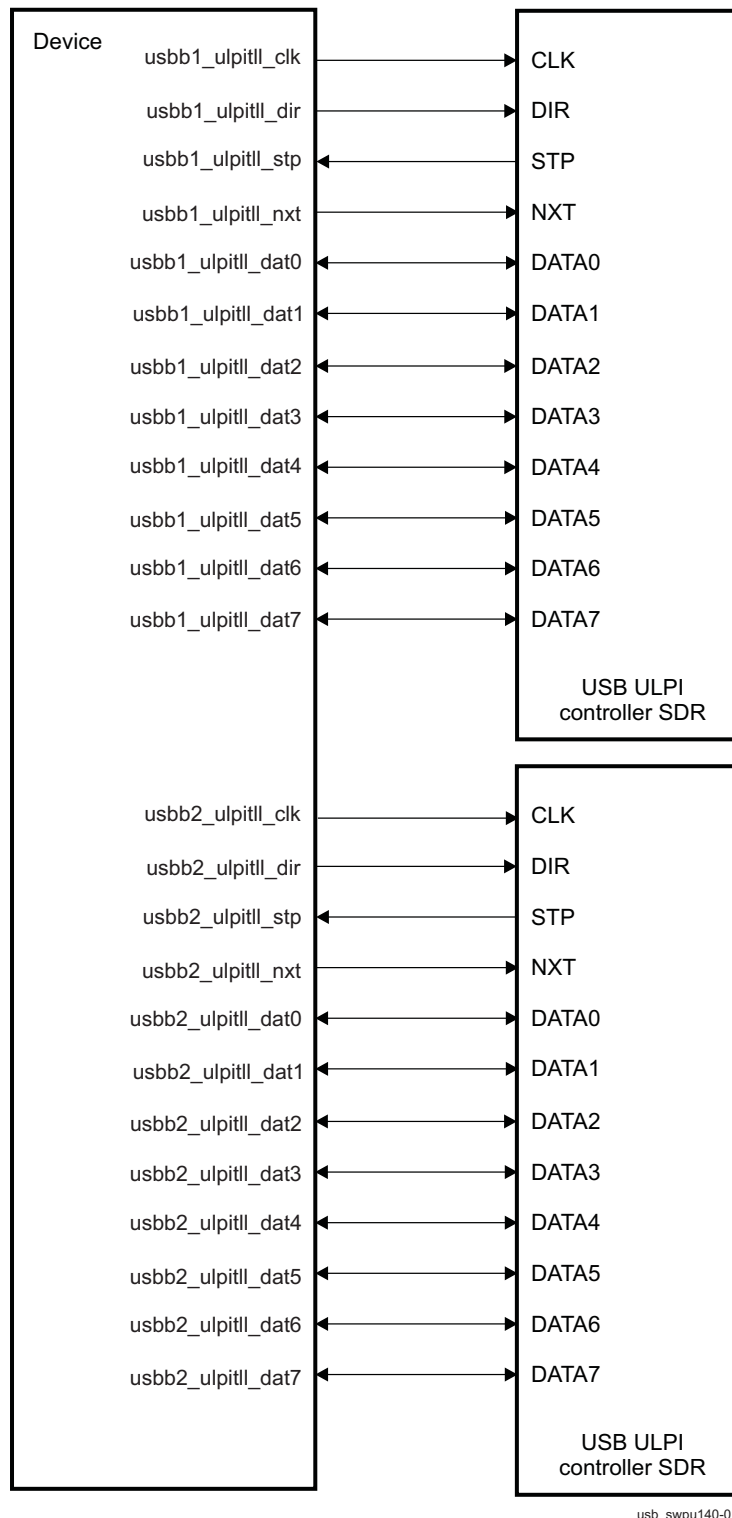 Device
usbb1_ulpitll_clk CLK
usbb1_ulpitll_dir DIR
usbb1_ulpitll_stp STP
usbb1_ulpitll_nxt NXT
usbb1_ulpitll_dat0 DATA0
usbb1_ulpitll_dat1 DATA1
usbb1_ulpitll_dat2 DATA2
usbb1_ulpitll_dat3 DATA3
usbb1_ulpitll_dat4 DATA4
usbb1_ulpitll_dat5 DATA5
usbb1_ulpitll_dat6 DATA6
usbb1_ulpitll_dat7 DATA7
USB ULPI
controller SDR
usbb2_ulpitll_clk CLK
usbb2_ulpitll_dir DIR
usbb2_ulpitll_stp STP
usbb2_ulpitll_nxt NXT
usbb2_ulpitll_dat0 DATA0
usbb2_ulpitll_dat1 DATA1
usbb2_ulpitll_dat2 DATA2
usbb2_ulpitll_dat3 DATA3
usbb2_ulpitll_dat4 DATA4
usbb2_ulpitll_dat5 DATA5
usbb2_ulpitll_dat6 DATA6
usbb2_ulpitll_dat7 DATA7
USB ULPI
controller SDR